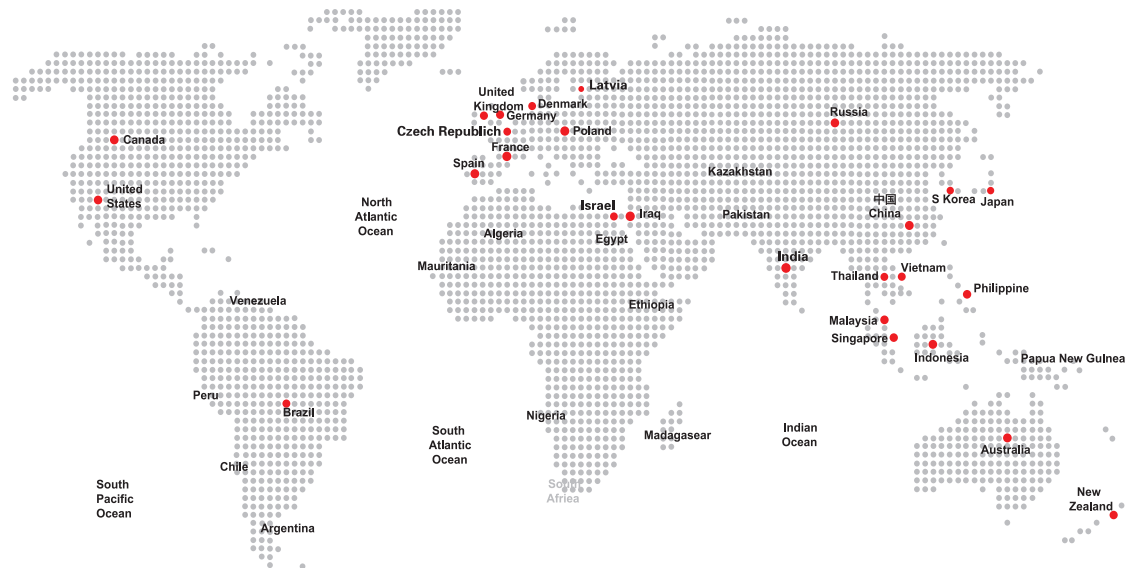 Latvia
United
Kingdom
Denmark
Germany
Russia
Czech Republich
Poland
Canada
France
Spain
Kazakhstan
United
States
North
Atlantic
Ocean
Israel
Iraq
Pakistan
中国
China
S Korea
Japan
Algeria
Egypt
Mauritania
India
Thailand
Vietnam
Philippine
Venezuela
Ethiopia
Malaysia
Singapore
Indonesia
Papua New Guinea
Peru
Brazil
Nigeria
South
Atlantic
Ocean
Madagasear
Indian
Ocean
Australia
Chile
South
Pacific
Ocean
South
Afriea
New
Zealand
Argentina